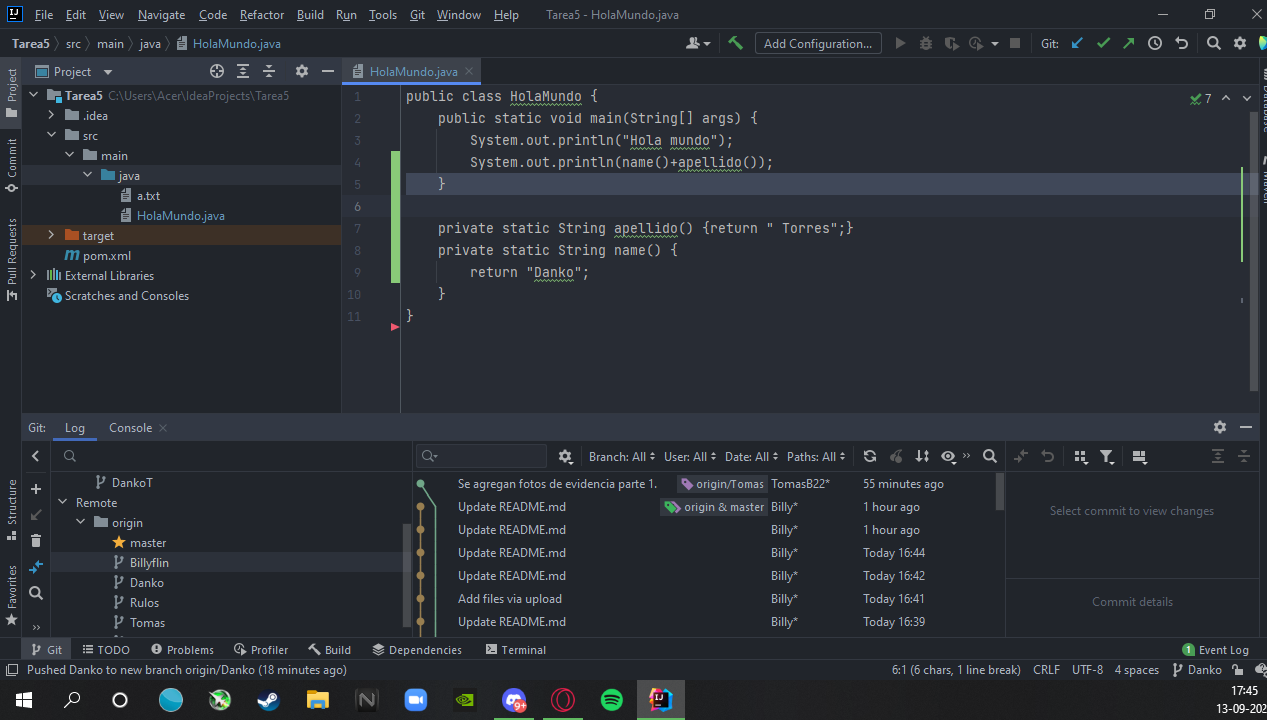 File Edit View Navigate Code Refactor Build Run Tools Git Window Help Tarea5 - HolaMundo.java
Tarea5 src main java HolaMundo.java Add Configuration... Git:
Project HolaMundo.java
Tarea5 C:\Users\Acer\IdeaProjects\Tarea5
.idea
src
main
java
a.txt
HolaMundo.java
target
pom.xml
External Libraries
Scratches and Consoles
Project
Commit
Pull Requests
Structure
Favorites
1 public class HolaMundo {
2 public static void main(String[] args) {
3 System.out.println("Hola mundo");
4 System.out.println(name()+apellido());
5 }
6
7 private static String apellido() {return " Torres";}
8 private static String name() {
9 return "Danko";
10 }
11 }
7
Git: Log Console
DankoT
Remote
origin
master
Billyflin
Danko
Rulos
Tomas
Branch: All User: All Date: All Paths: All
Se agregan fotos de evidencia parte 1. origin/Tomas TomasB22* 55 minutes ago
Update README.md origin & master Billy* 1 hour ago
Update README.md Billy* 1 hour ago
Update README.md Billy* Today 16:44
Update README.md Billy* Today 16:42
Add files via upload Billy* Today 16:41
Update README.md Billy* Today 16:39
Select commit to view changes
Commit details
Git TODO Problems Profiler Build Dependencies Terminal 1 Event Log
Pushed Danko to new branch origin/Danko (18 minutes ago) 6:1 (6 chars, 1 line break) CRLF UTF-8 4 spaces Danko
9+
17:45
13-09-202